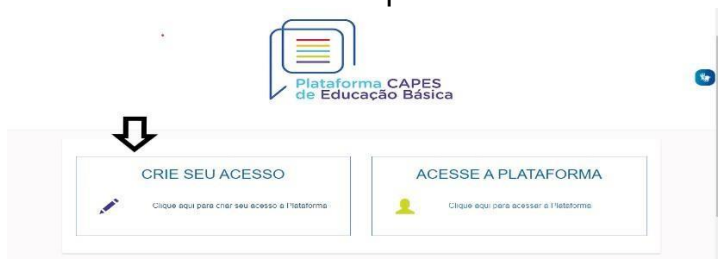 Plataforma CAPES
de Educação Básica
CRIE SEU ACESSO
Clique aqui para criar seu acesso a Plataforma
ACESSE A PLATAFORMA
Clique aqui para acessar a Plataforma